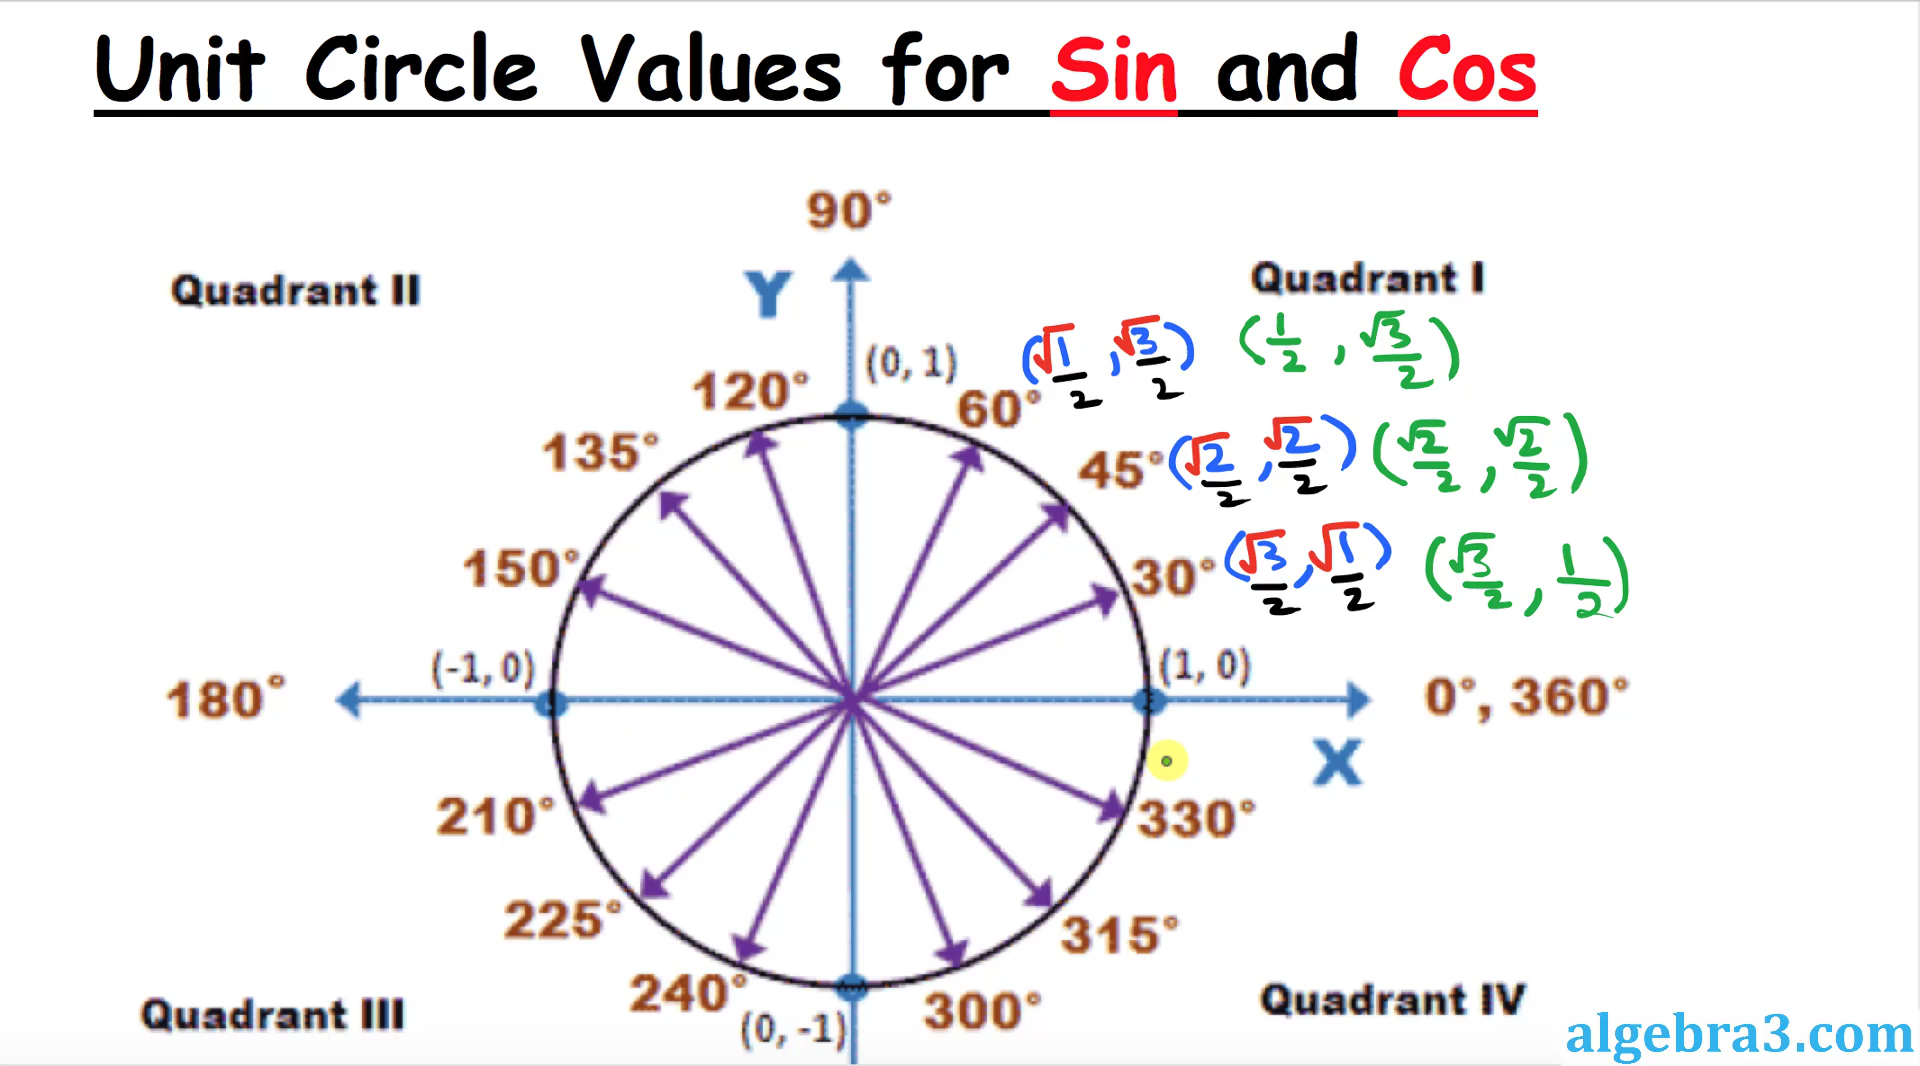 Unit Circle Values for Sin and Cos
90°
Quadrant II
Y
Quadrant I
(0, 1)
(√1/2, √3/2) (1/2, √3/2)
120°
60°
135°
45° (√2/2, √2/2) (√2/2, √2/2)
150°
30° (√3/2, √1/2) (√3/2, 1/2)
(-1, 0)
(1, 0)
180°
0°, 360°
X
210°
330°
225°
315°
240°
300°
(0, -1)
Quadrant III
Quadrant IV
algebra3.com